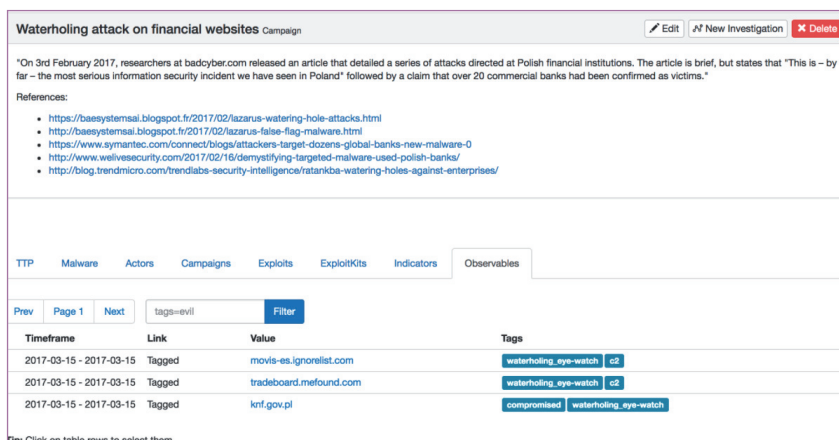 Waterholing attack on financial websites Campaign
Edit New Investigation Delete
"On 3rd February 2017, researchers at badcyber.com released an article that detailed a series of attacks directed at Polish financial institutions. The article is brief, but states that "This is – by
far – the most serious information security incident we have seen in Poland" followed by a claim that over 20 commercial banks had been confirmed as victims."
References:
https://baesystemsai.blogspot.fr/2017/02/lazarus-watering-hole-attacks.html
http://baesystemsai.blogspot.fr/2017/02/lazarus-false-flag-malware.html
https://www.symantec.com/connect/blogs/attackers-target-dozens-global-banks-new-malware-0
http://www.welivesecurity.com/2017/02/16/demystifying-targeted-malware-used-polish-banks/
http://blog.trendmicro.com/trendlabs-security-intelligence/ratankba-watering-holes-against-enterprises/
TTP Malware Actors Campaigns Exploits ExploitKits Indicators Observables
Prev Page 1 Next tags=evil Filter
Timeframe Link Value Tags
2017-03-15 - 2017-03-15 Tagged movis-es.ignorelist.com waterholing_eye-watch c2
2017-03-15 - 2017-03-15 Tagged tradeboard.mefound.com waterholing_eye-watch c2
2017-03-15 - 2017-03-15 Tagged knf.gov.pl compromised waterholing_eye-watch
Tip: Click on table rows to select them